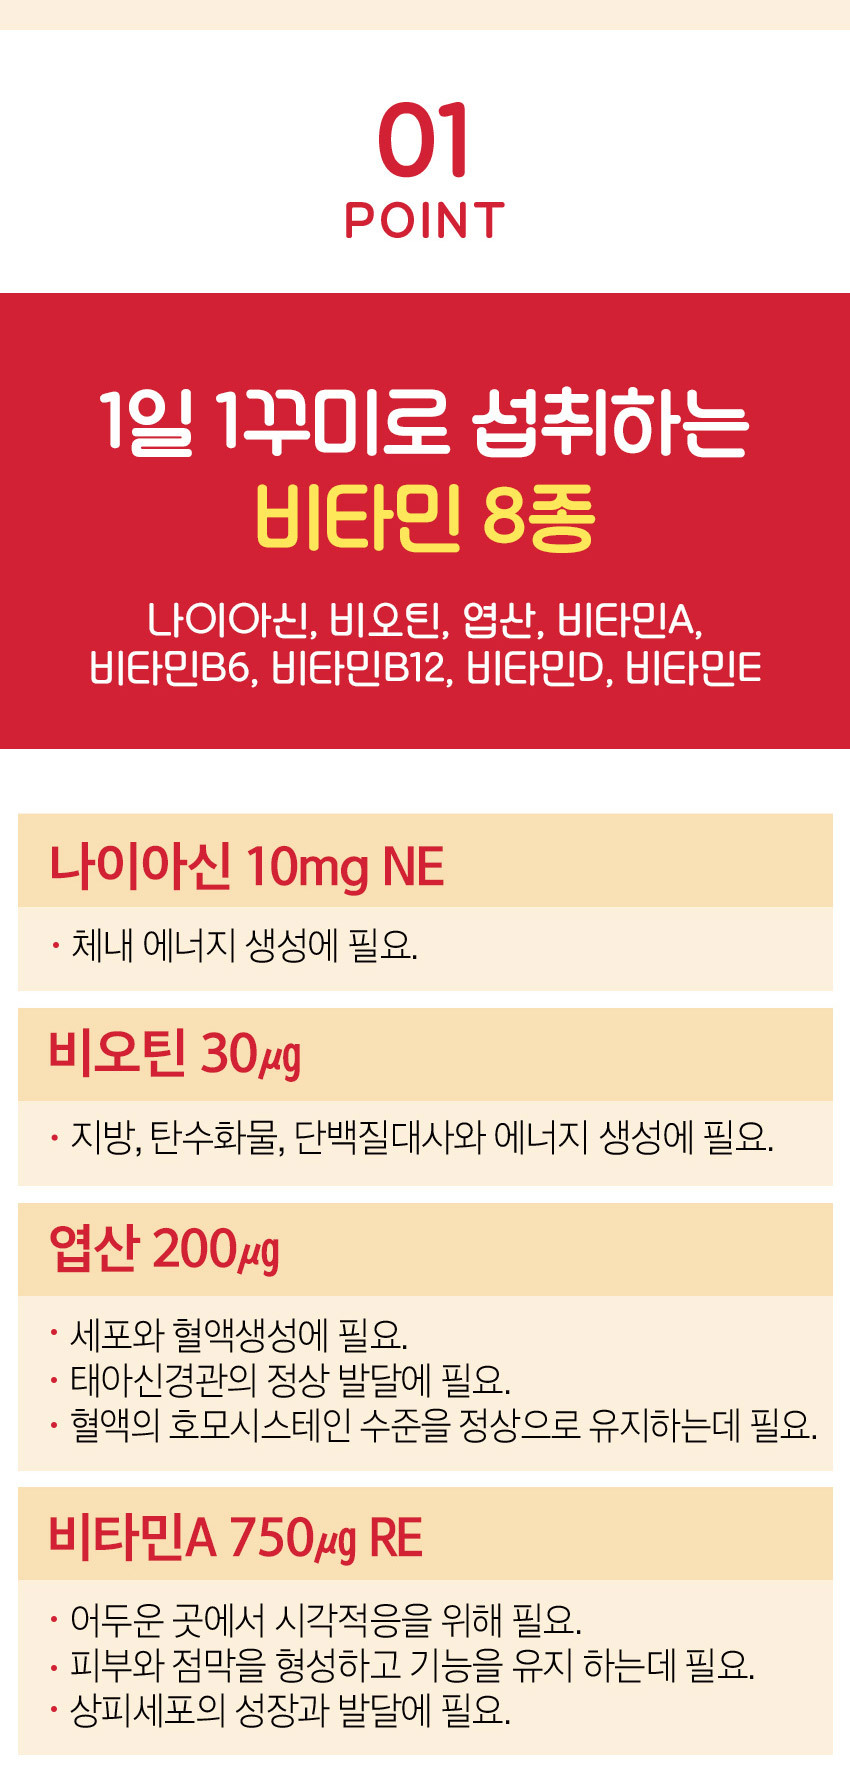 01
POINT
1일 1꾸미로 섭취하는
비타민 8종
나이아신, 비오틴, 엽산, 비타민A,
비타민B6, 비타민B12, 비타민D, 비타민E
나이아신 10mg NE
· 체내 에너지 생성에 필요.
비오틴 30㎍
· 지방, 탄수화물, 단백질대사와 에너지 생성에 필요.
엽산 200㎍
· 세포와 혈액생성에 필요.
· 태아신경관의 정상 발달에 필요.
· 혈액의 호모시스테인 수준을 정상으로 유지하는데 필요.
비타민A 750㎍ RE
· 어두운 곳에서 시각적응을 위해 필요.
· 피부와 점막을 형성하고 기능을 유지 하는데 필요.
· 상피세포의 성장과 발달에 필요.